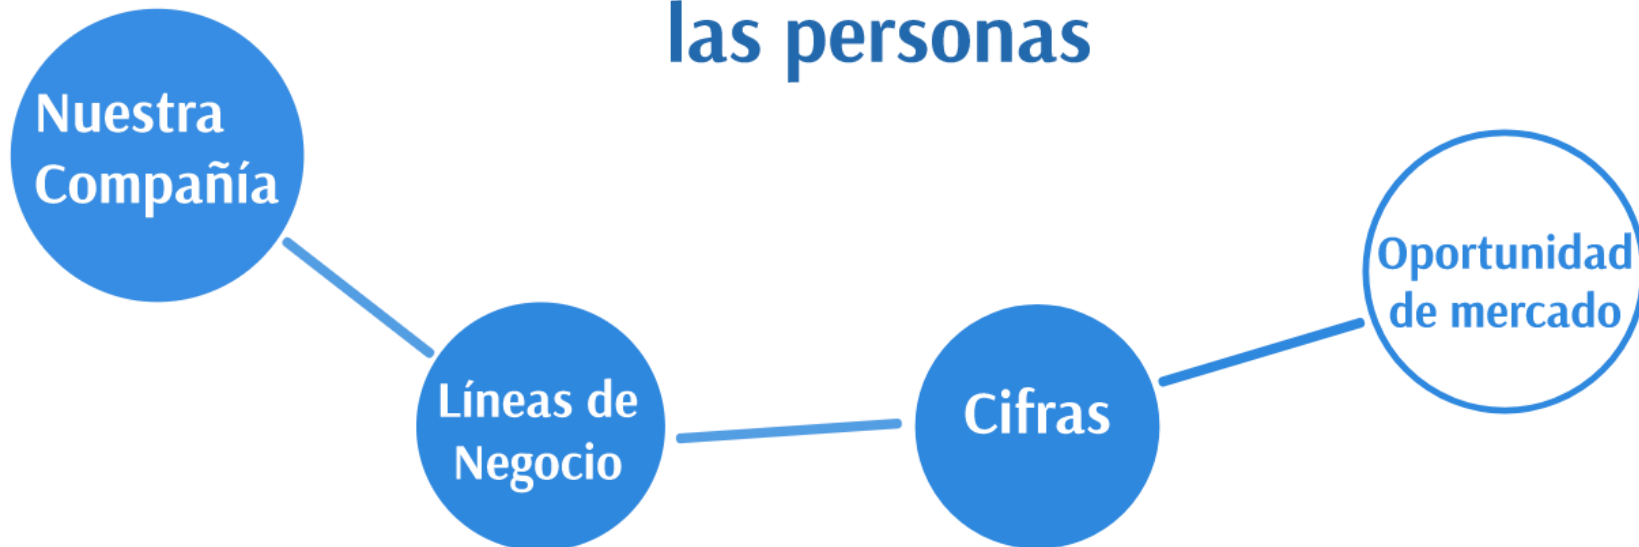 las personas
Nuestra
Compañía
Líneas de
Negocio
Cifras
Oportunidad
de mercado